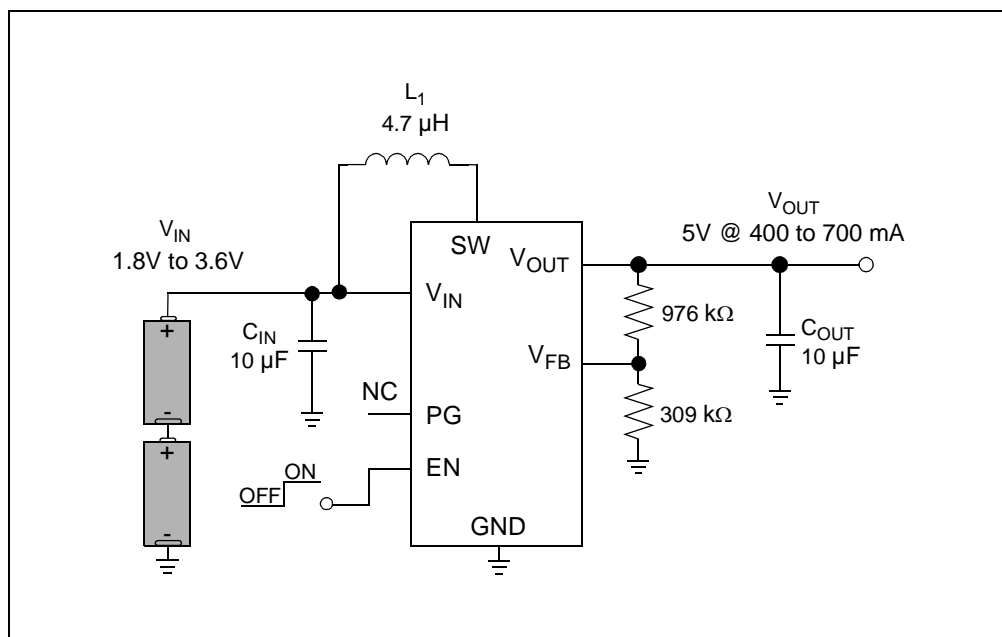 L1
4.7 µH
VIN
1.8V to 3.6V
VOUT
5V @ 400 to 700 mA
SW
VOUT
VIN
976 kΩ
CIN
10 µF
COUT
10 µF
VFB
NC
PG
309 kΩ
EN
ON
OFF
GND
+
-
+
-